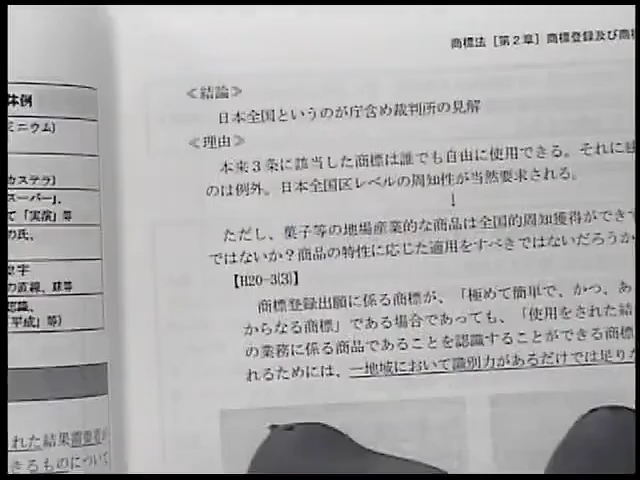 体例
ミニウム)
カステラ)
スーパー」、
て「実演」等
の氏、
文字
の直線、球等
認識、
平成」等)
れた結果需要者が
きるものについて
商標法［第２章］商標登録及び商標
≪結論≫
日本全国というのが庁含め裁判所の見解
≪理由≫
本来３条に該当した商標は誰でも自由に使用できる。それに
のは例外。日本全国区レベルの周知性が当然要求される。
↓
ただし、菓子等の地場産業的な商品は全国的周知獲得ができ
ではないか？商品の特性に応じた適用をすべきではないだろうか
【H20-3(3)】
商標登録出願に係る商標が、「極めて簡単で、かつ、あ
からなる商標」である場合であっても、「使用をされた結
の業務に係る商品であることを認識することができる商標
れるためには、一地域において識別力があるだけでは足りた